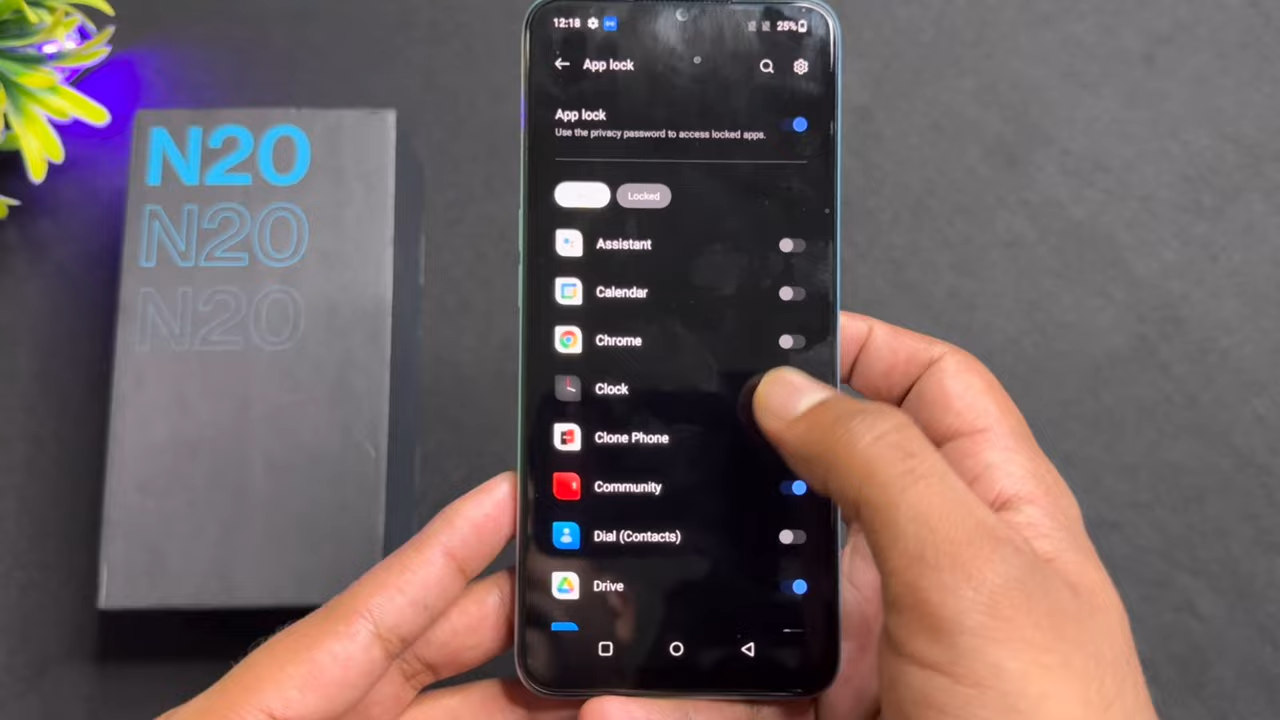 N20
N20
N20
12:18 25%
App lock
App lock
Use the privacy password to access locked apps.
Locked
Assistant
Calendar
Chrome
Clock
Clone Phone
Community
Dial (Contacts)
Drive